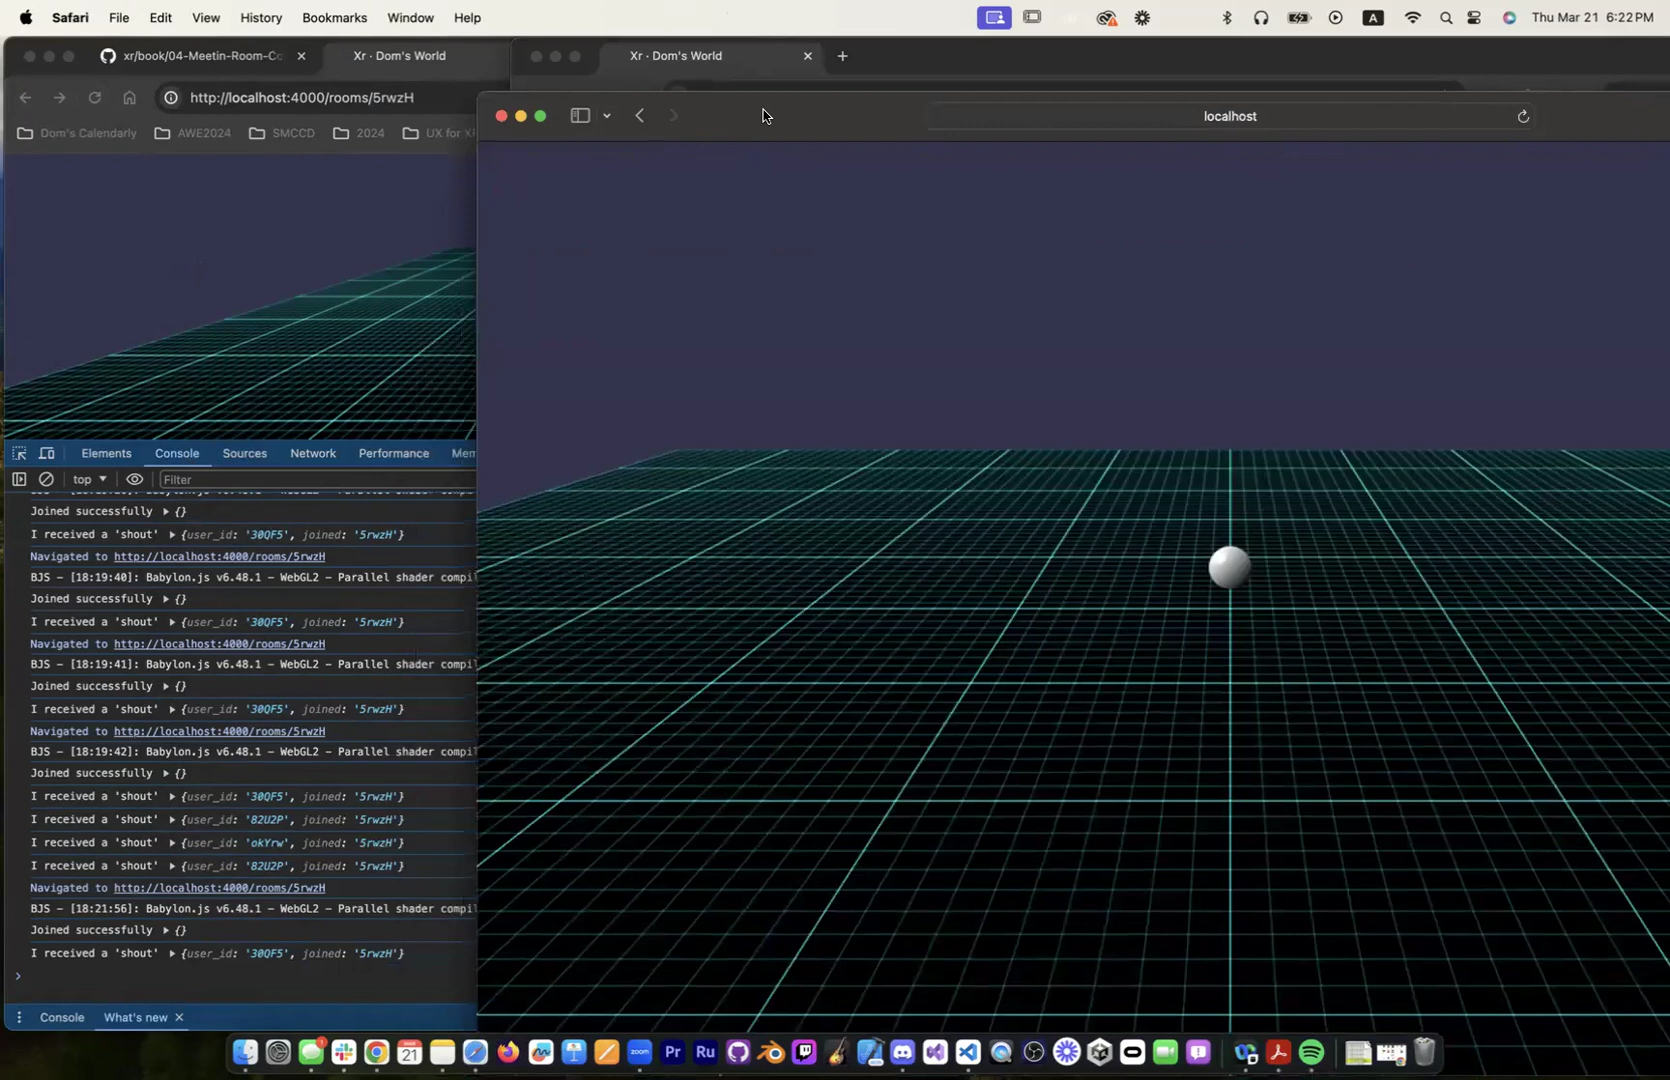 Safari File Edit View History Bookmarks Window Help
A Thu Mar 21 6:22 PM
xr/book/04-Meetin-Room-Co
Xr · Dom's World
Xr · Dom's World
http://localhost:4000/rooms/5rwzH
localhost
Dom's Calendarly AWE2024 SMCCD 2024 UX for XR
Elements Console Sources Network Performance Mem
top Filter
Joined successfully ▶ {}
I received a 'shout' ▶ {user_id: '30QF5', joined: '5rwzH'}
Navigated to http://localhost:4000/rooms/5rwzH
BJS - [18:19:40]: Babylon.js v6.48.1 - WebGL2 - Parallel shader compil
Joined successfully ▶ {}
I received a 'shout' ▶ {user_id: '30QF5', joined: '5rwzH'}
Navigated to http://localhost:4000/rooms/5rwzH
BJS - [18:19:41]: Babylon.js v6.48.1 - WebGL2 - Parallel shader compil
Joined successfully ▶ {}
I received a 'shout' ▶ {user_id: '30QF5', joined: '5rwzH'}
Navigated to http://localhost:4000/rooms/5rwzH
BJS - [18:19:42]: Babylon.js v6.48.1 - WebGL2 - Parallel shader compil
Joined successfully ▶ {}
I received a 'shout' ▶ {user_id: '30QF5', joined: '5rwzH'}
I received a 'shout' ▶ {user_id: '82U2P', joined: '5rwzH'}
I received a 'shout' ▶ {user_id: 'okYrw', joined: '5rwzH'}
I received a 'shout' ▶ {user_id: '82U2P', joined: '5rwzH'}
Navigated to http://localhost:4000/rooms/5rwzH
BJS - [18:21:56]: Babylon.js v6.48.1 - WebGL2 - Parallel shader compil
Joined successfully ▶ {}
I received a 'shout' ▶ {user_id: '30QF5', joined: '5rwzH'}
Console What's new
21 zoom Pr Ru